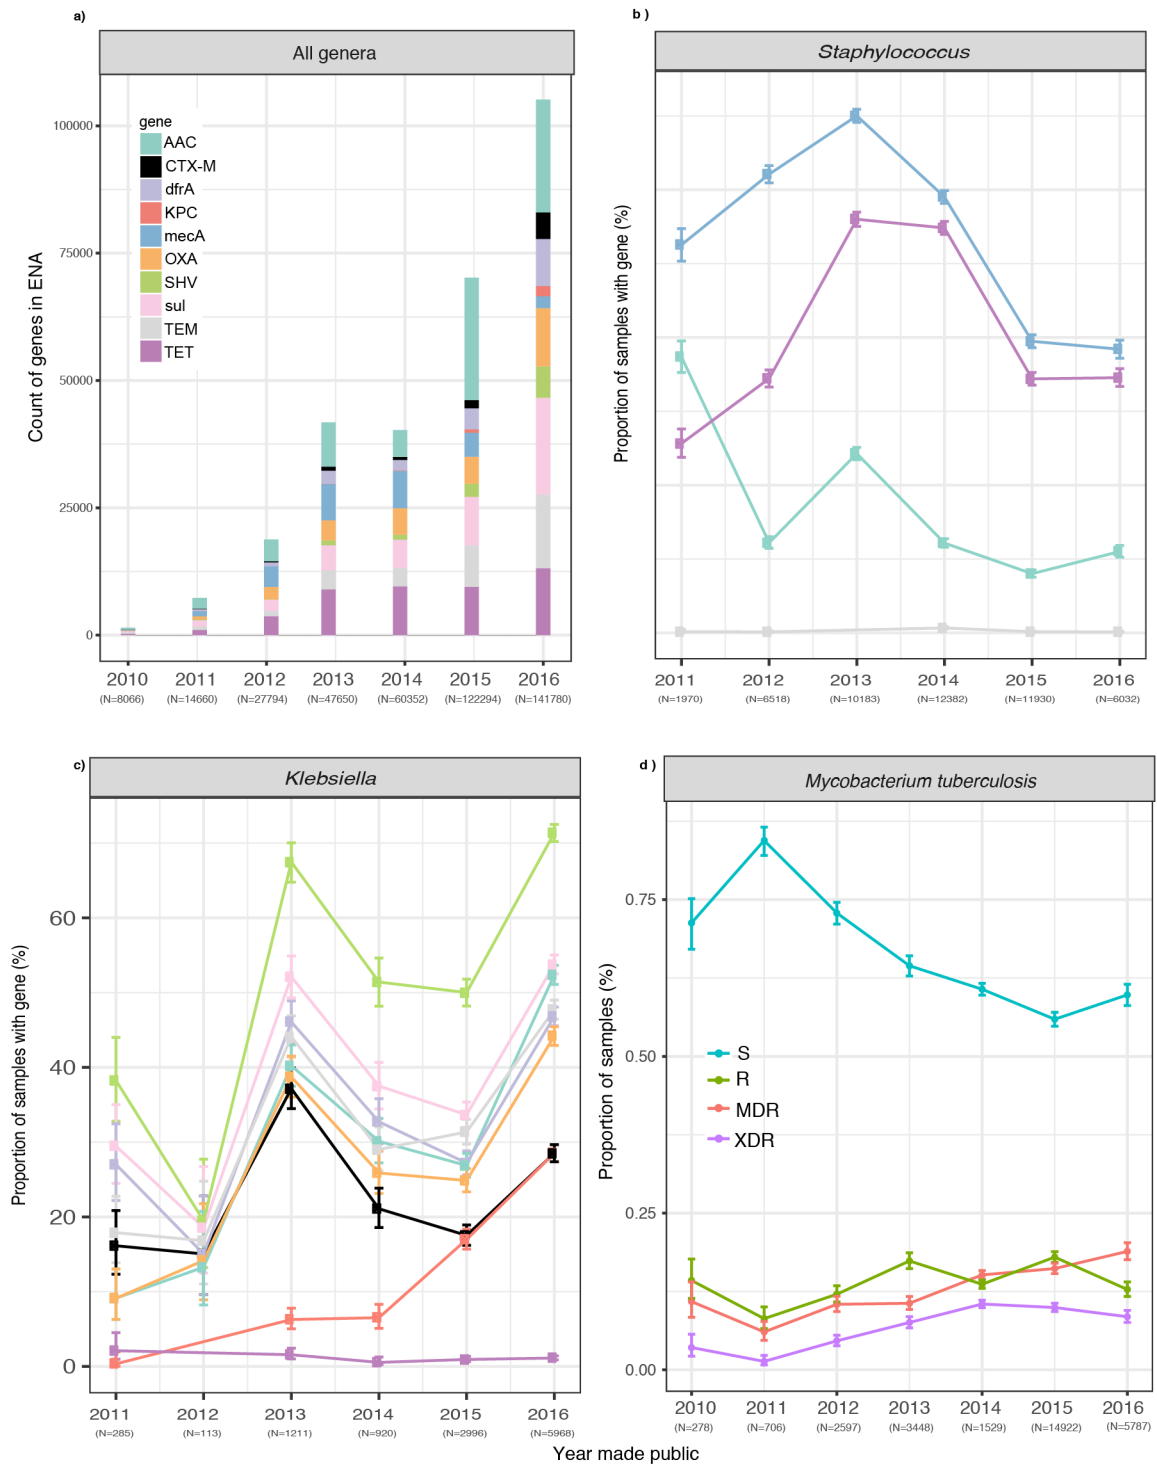 a)
All genera
Count of genes in ENA
100000
75000
50000
25000
0
gene
AAC
CTX-M
dfrA
KPC
mecA
OXA
SHV
sul
TEM
TET
2010 2011 2012 2013 2014 2015 2016
(N=8066) (N=14660) (N=27794) (N=47650) (N=60352) (N=122294) (N=141780)
b )
Staphylococcus
Proportion of samples with gene (%)
2011 2012 2013 2014 2015 2016
(N=1970) (N=6518) (N=10183) (N=12382) (N=11930) (N=6032)
c)
Klebsiella
Proportion of samples with gene (%)
60
40
20
0
2011 2012 2013 2014 2015 2016
(N=285) (N=113) (N=1211) (N=920) (N=2996) (N=5968)
d )
Mycobacterium tuberculosis
Proportion of samples (%)
0.75
0.50
0.25
0.00
S
R
MDR
XDR
2010 2011 2012 2013 2014 2015 2016
(N=278) (N=706) (N=2597) (N=3448) (N=1529) (N=14922) (N=5787)
Year made public